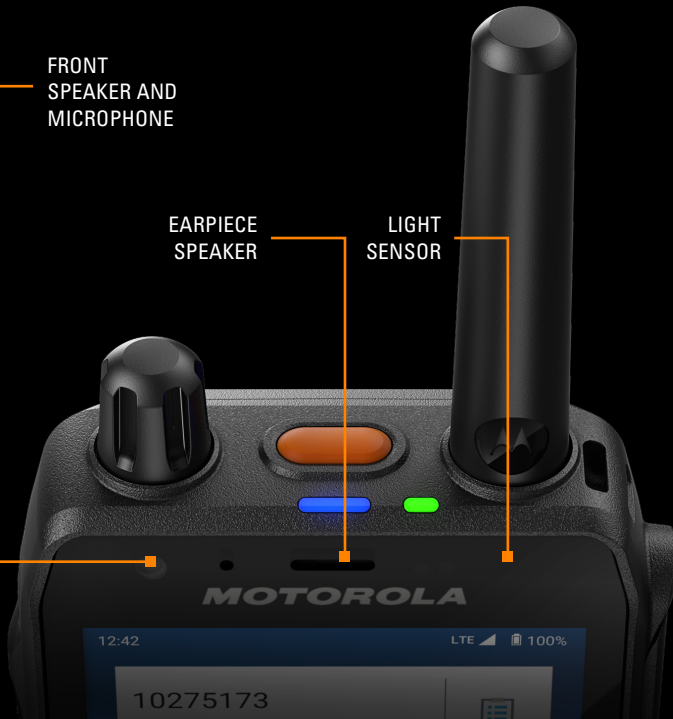 FRONT
SPEAKER AND
MICROPHONE
EARPIECE
SPEAKER
LIGHT
SENSOR
MOTOROLA
12:42
LTE
100%
10275173